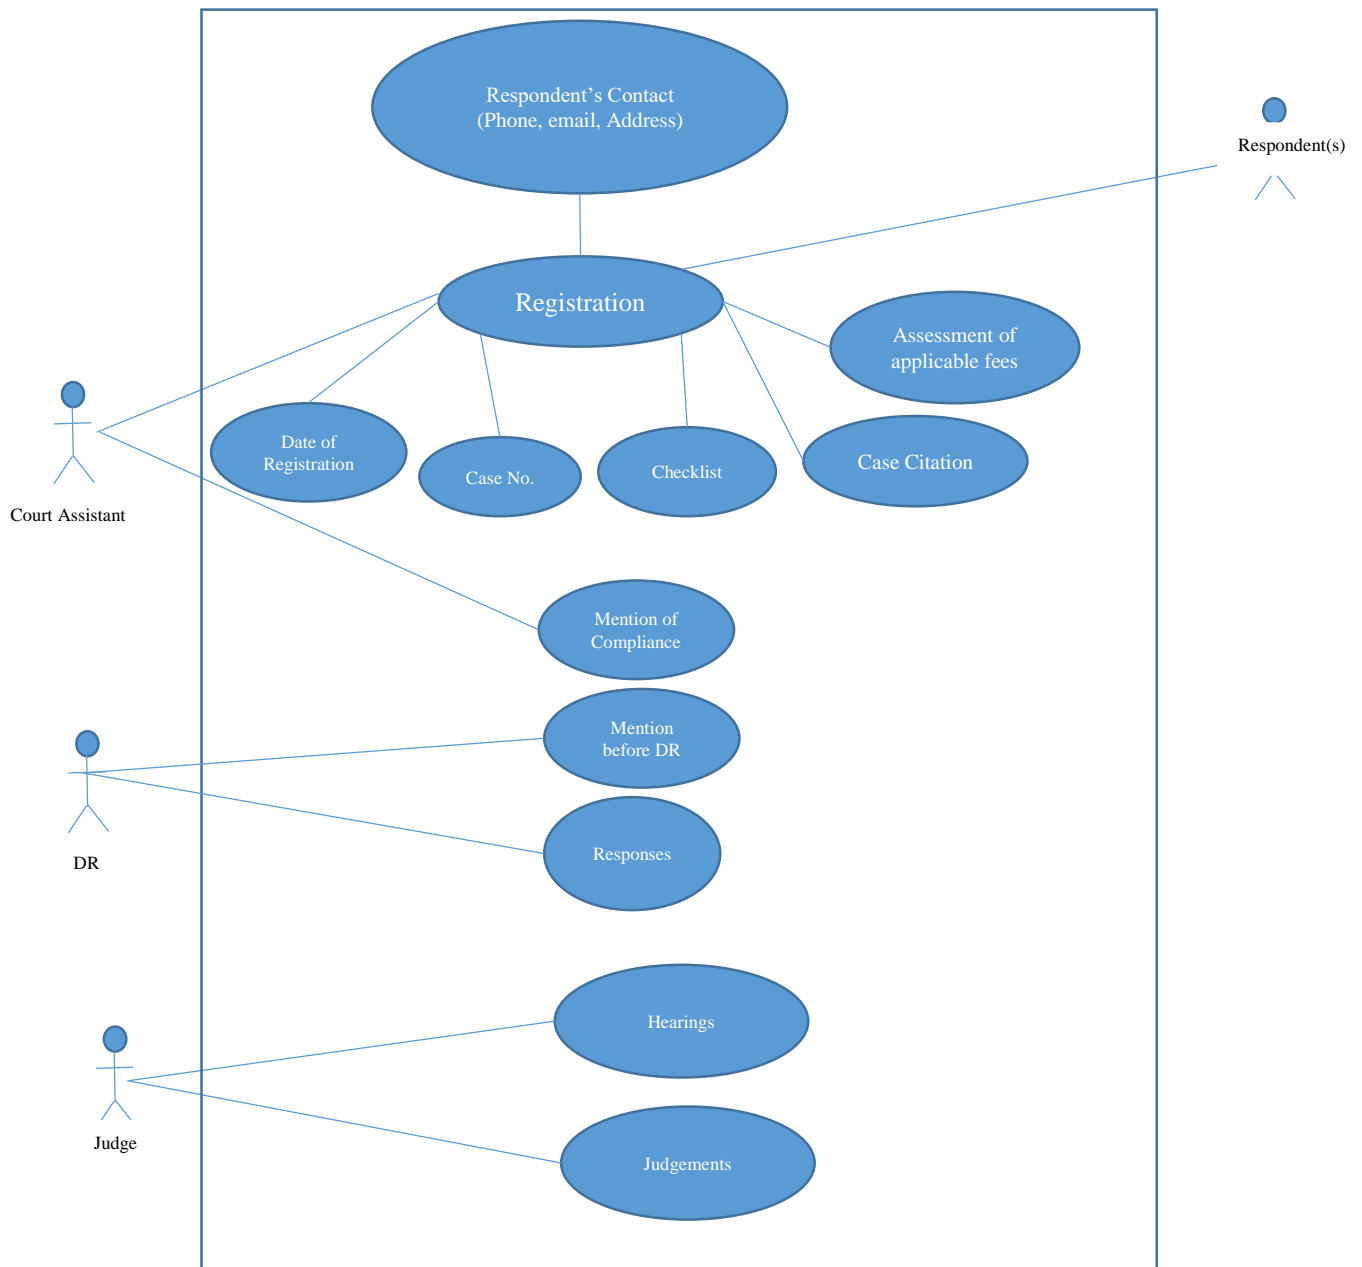 Respondent’s Contact
(Phone, email, Address)
Respondent(s)
Registration
Assessment of
applicable fees
Date of
Registration
Case No.
Checklist
Case Citation
Court Assistant
Mention of
Compliance
Mention
before DR
Responses
DR
Hearings
Judge
Judgements